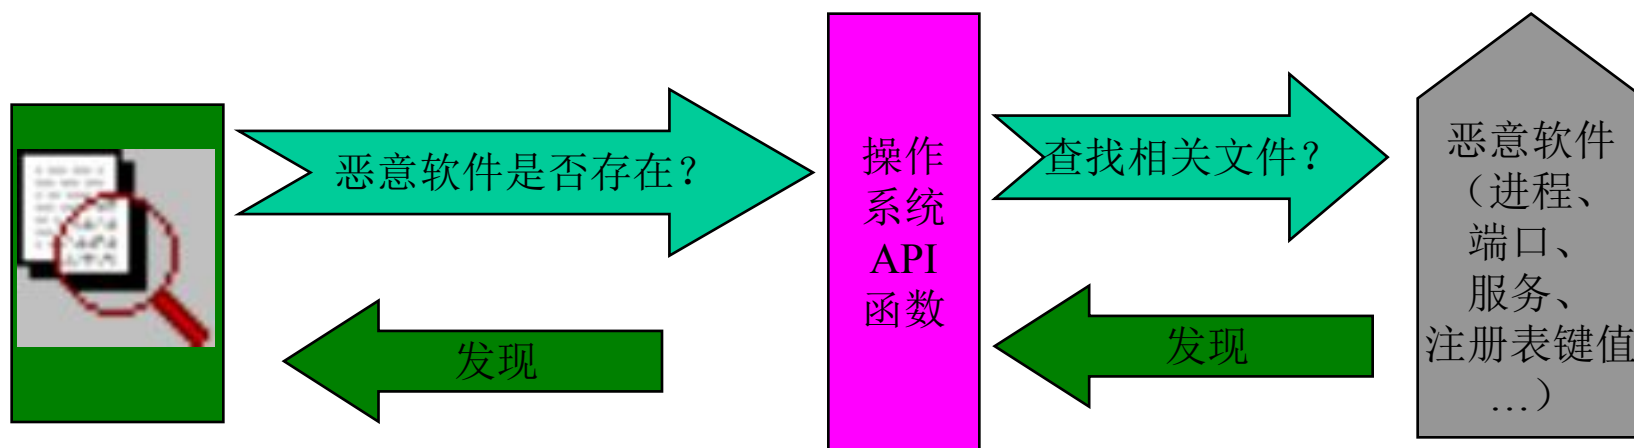 恶意软件是否存在？
发现
操作
系统
API
函数
查找相关文件？
发现
恶意软件
（进程、
端口、
服务、
注册表键值
…）